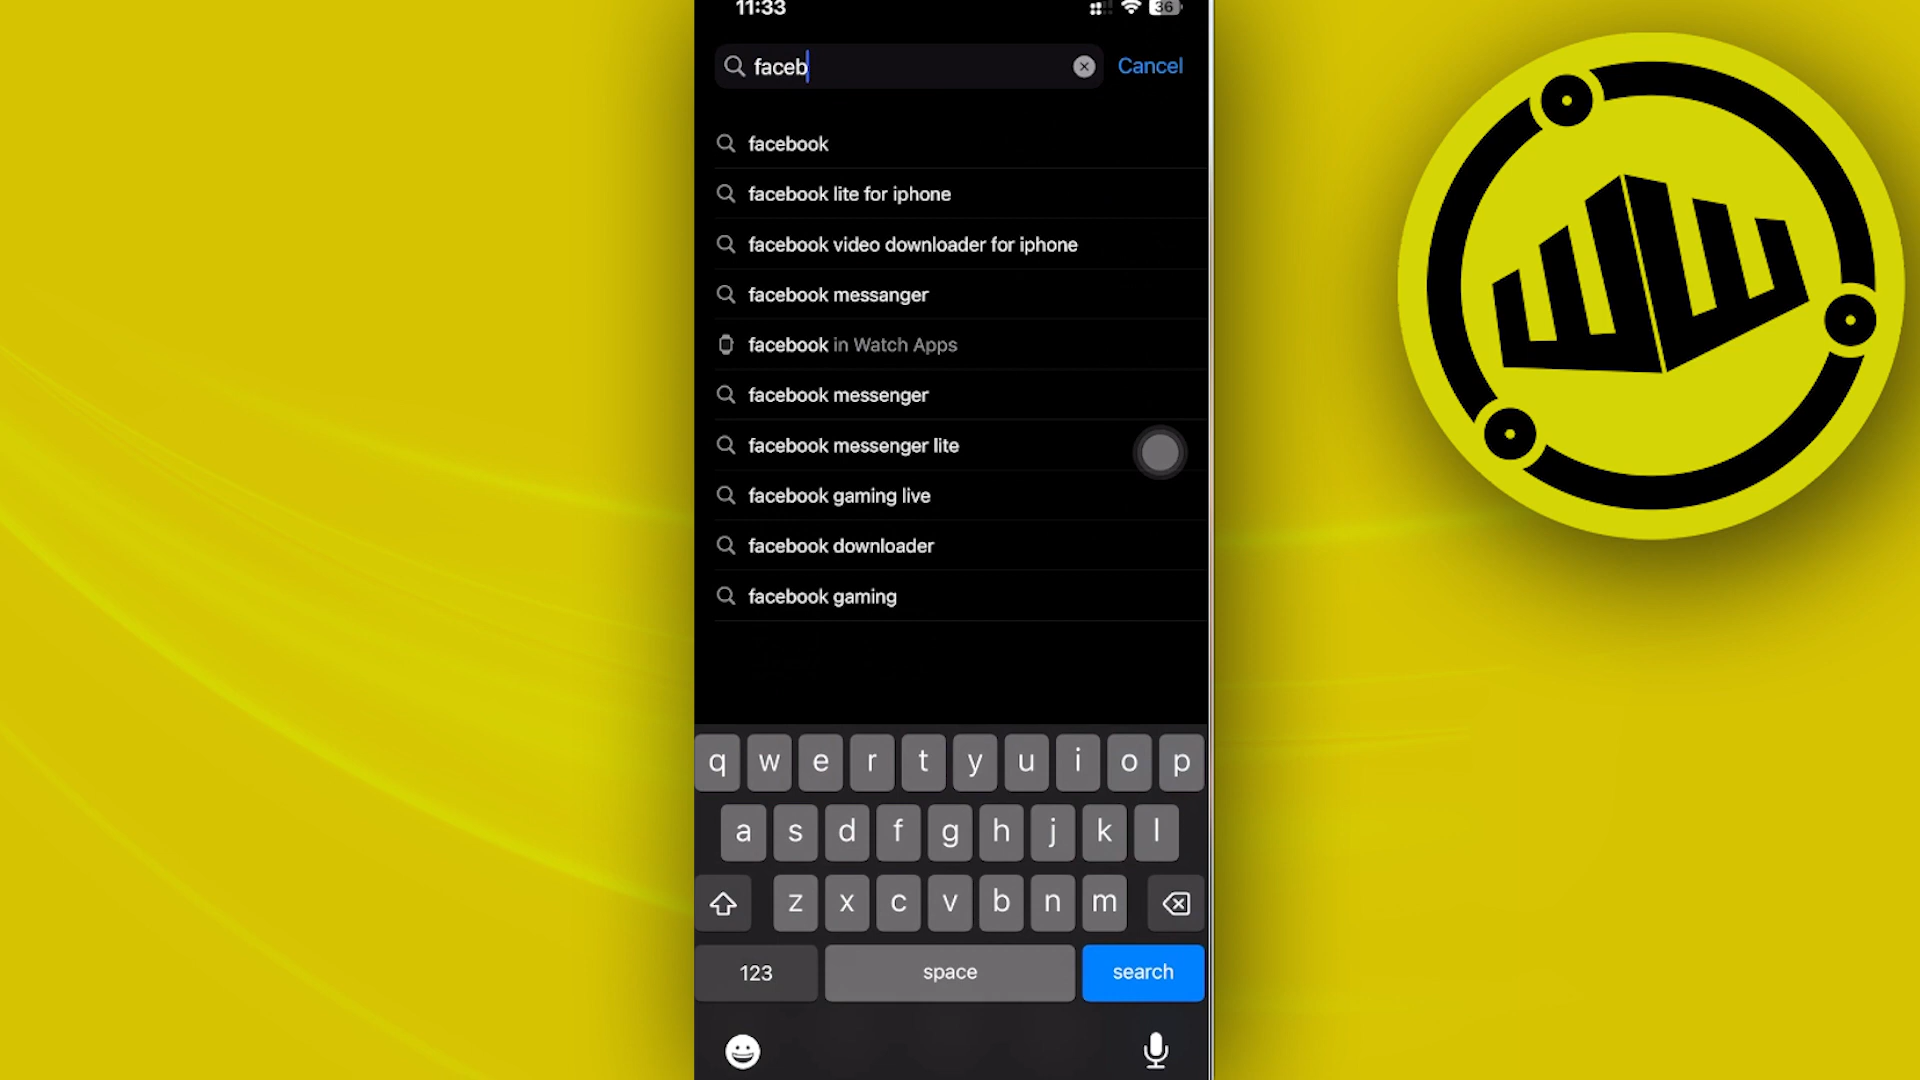 11:33
36
faceb
Cancel
facebook
facebook lite for iphone
facebook video downloader for iphone
facebook messanger
facebook in Watch Apps
facebook messenger
facebook messenger lite
facebook gaming live
facebook downloader
facebook gaming
q w e r t y u i o p
a s d f g h j k l
z x c v b n m
123 space search